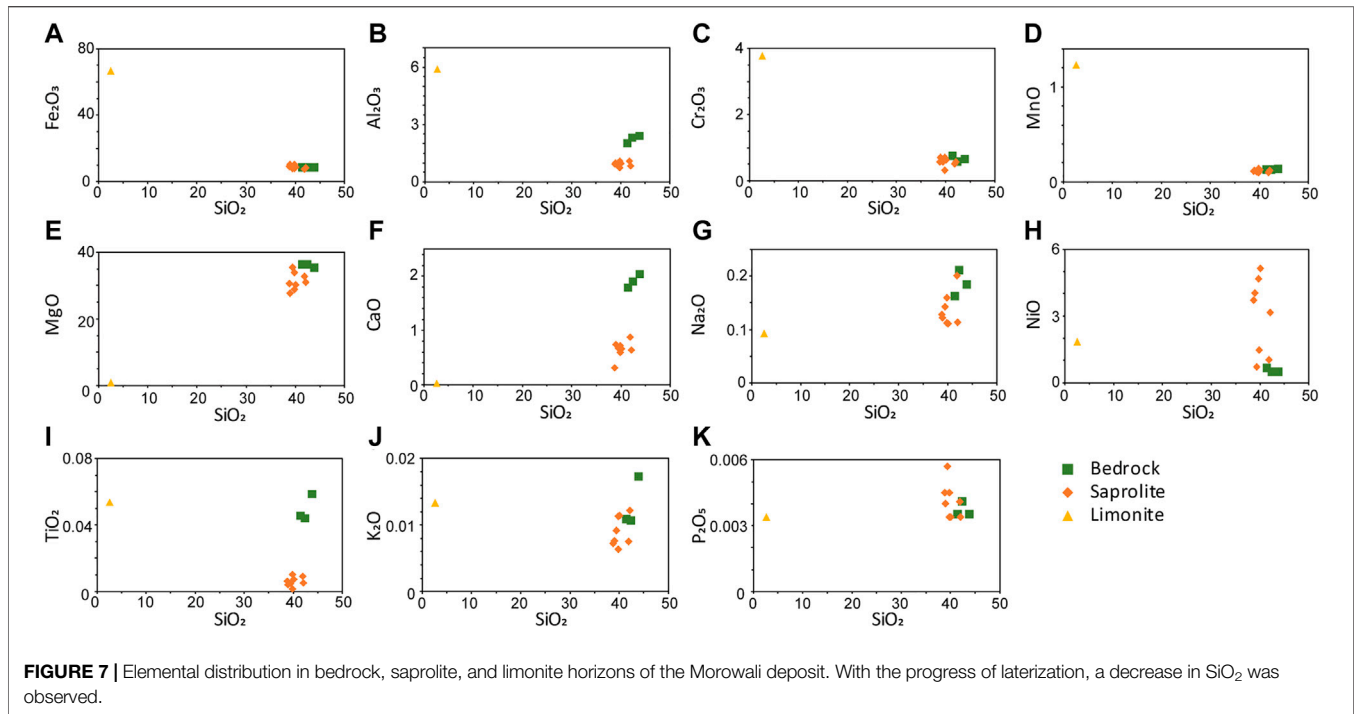 A
Fe₂O₃
80
40
0
0 10 20 30 40 50
SiO₂
B
Al₂O₃
6
3
0
0 10 20 30 40 50
SiO₂
C
Cr₂O₃
4
2
0
0 10 20 30 40 50
SiO₂
D
MnO
1
0
0 10 20 30 40 50
SiO₂
E
MgO
40
20
0
0 10 20 30 40 50
SiO₂
F
CaO
2
1
0
0 10 20 30 40 50
SiO₂
G
Na₂O
0.2
0.1
0
0 10 20 30 40 50
SiO₂
H
NiO
6
3
0
0 10 20 30 40 50
SiO₂
I
TiO₂
0.08
0.04
0
0 10 20 30 40 50
SiO₂
J
K₂O
0.02
0.01
0
0 10 20 30 40 50
SiO₂
K
P₂O₅
0.006
0.003
0
0 10 20 30 40 50
SiO₂
Bedrock
Saprolite
Limonite
FIGURE 7 | Elemental distribution in bedrock, saprolite, and limonite horizons of the Morowali deposit. With the progress of laterization, a decrease in SiO₂ was
observed.